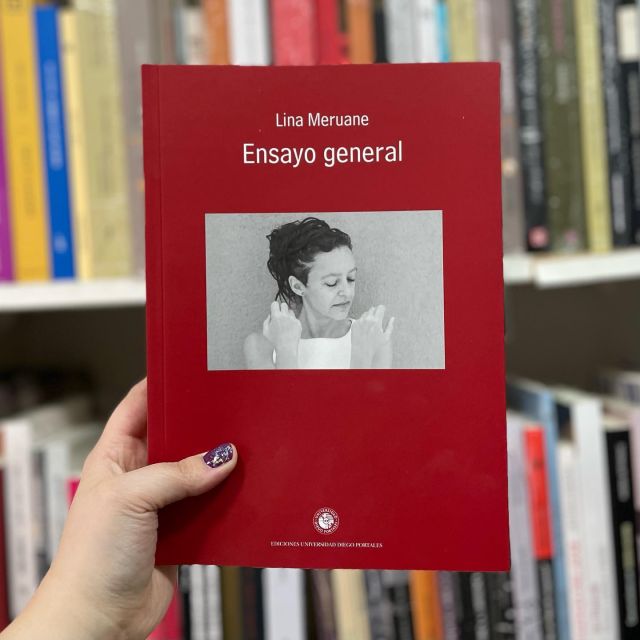 Lina Meruane
Ensayo general
EDICIONES UNIVERSIDAD DIEGO PORTALES